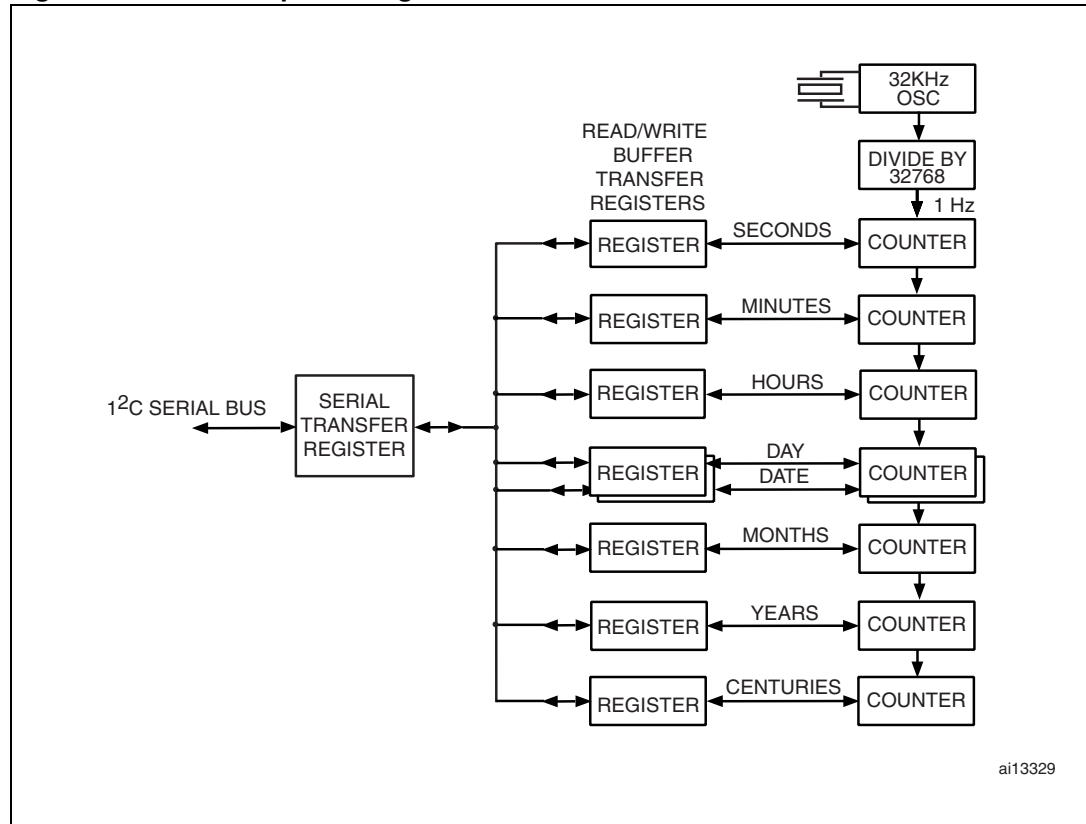 32KHz
OSC
READ/WRITE
BUFFER
TRANSFER
REGISTERS
DIVIDE BY
32768
1 Hz
REGISTER
SECONDS
COUNTER
REGISTER
MINUTES
COUNTER
1²C SERIAL BUS
SERIAL
TRANSFER
REGISTER
REGISTER
HOURS
COUNTER
REGISTER
DAY
DATE
COUNTER
REGISTER
MONTHS
COUNTER
REGISTER
YEARS
COUNTER
REGISTER
CENTURIES
COUNTER
ai13329